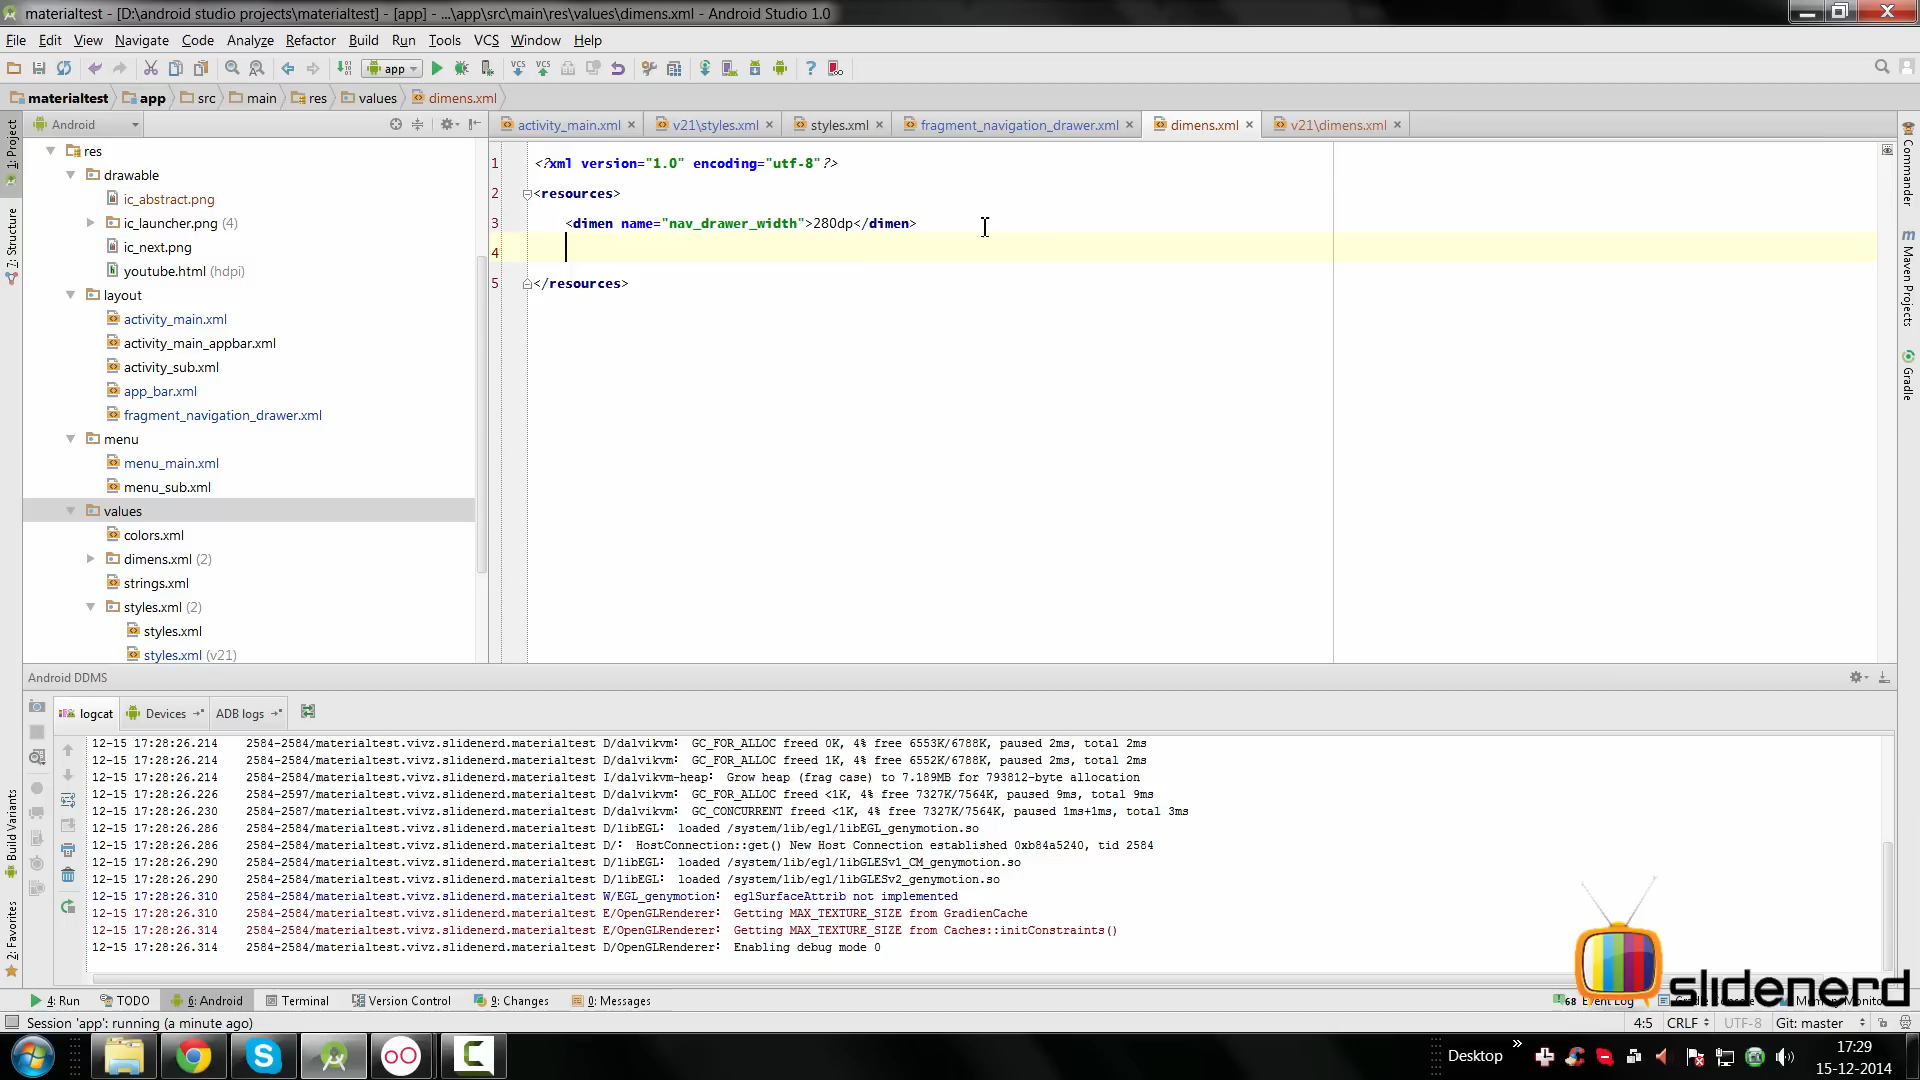 materialtest - [D:\android studio projects\materialtest] - [app] - ...\app\src\main\res\values\dimens.xml - Android Studio 1.0
File Edit View Navigate Code Analyze Refactor Build Run Tools VCS Window Help
app
materialtest app src main res values dimens.xml
Android
activity_main.xml v21\styles.xml styles.xml fragment_navigation_drawer.xml dimens.xml v21\dimens.xml
1: Project
7: Structure
Build Variants
2: Favorites
res
drawable
ic_abstract.png
ic_launcher.png (4)
ic_next.png
youtube.html (hdpi)
layout
activity_main.xml
activity_main_appbar.xml
activity_sub.xml
app_bar.xml
fragment_navigation_drawer.xml
menu
menu_main.xml
menu_sub.xml
values
colors.xml
dimens.xml (2)
strings.xml
styles.xml (2)
styles.xml
styles.xml (v21)
1 <?xml version="1.0" encoding="utf-8"?>
2 <resources>
3 <dimen name="nav_drawer_width">280dp</dimen>
4
5 </resources>
Commander
Maven Projects
Gradle
Android DDMS
logcat Devices ADB logs
12-15 17:28:26.214 2584-2584/materialtest.vivz.slidenerd.materialtest D/dalvikvm: GC_FOR_ALLOC freed 0K, 4% free 6553K/6788K, paused 2ms, total 2ms
12-15 17:28:26.214 2584-2584/materialtest.vivz.slidenerd.materialtest D/dalvikvm: GC_FOR_ALLOC freed 1K, 4% free 6552K/6788K, paused 2ms, total 2ms
12-15 17:28:26.214 2584-2584/materialtest.vivz.slidenerd.materialtest I/dalvikvm-heap: Grow heap (frag case) to 7.189MB for 793812-byte allocation
12-15 17:28:26.226 2584-2597/materialtest.vivz.slidenerd.materialtest D/dalvikvm: GC_FOR_ALLOC freed <1K, 4% free 7327K/7564K, paused 9ms, total 9ms
12-15 17:28:26.230 2584-2587/materialtest.vivz.slidenerd.materialtest D/dalvikvm: GC_CONCURRENT freed <1K, 4% free 7327K/7564K, paused 1ms+1ms, total 3ms
12-15 17:28:26.286 2584-2584/materialtest.vivz.slidenerd.materialtest D/libEGL: loaded /system/lib/egl/libEGL_genymotion.so
12-15 17:28:26.286 2584-2584/materialtest.vivz.slidenerd.materialtest D/: HostConnection::get() New Host Connection established 0xb84a5240, tid 2584
12-15 17:28:26.290 2584-2584/materialtest.vivz.slidenerd.materialtest D/libEGL: loaded /system/lib/egl/libGLESv1_CM_genymotion.so
12-15 17:28:26.290 2584-2584/materialtest.vivz.slidenerd.materialtest D/libEGL: loaded /system/lib/egl/libGLESv2_genymotion.so
12-15 17:28:26.310 2584-2584/materialtest.vivz.slidenerd.materialtest W/EGL_genymotion: eglSurfaceAttrib not implemented
12-15 17:28:26.310 2584-2584/materialtest.vivz.slidenerd.materialtest E/OpenGLRenderer: Getting MAX_TEXTURE_SIZE from GradienCache
12-15 17:28:26.314 2584-2584/materialtest.vivz.slidenerd.materialtest E/OpenGLRenderer: Getting MAX_TEXTURE_SIZE from Caches::initConstraints()
12-15 17:28:26.314 2584-2584/materialtest.vivz.slidenerd.materialtest D/OpenGLRenderer: Enabling debug mode 0
slidenerd
4: Run TODO 6: Android Terminal Version Control 9: Changes 0: Messages 68 Event Log
Session 'app': running (a minute ago) 4:5 CRLF UTF-8 Git: master
Desktop
17:29
15-12-2014